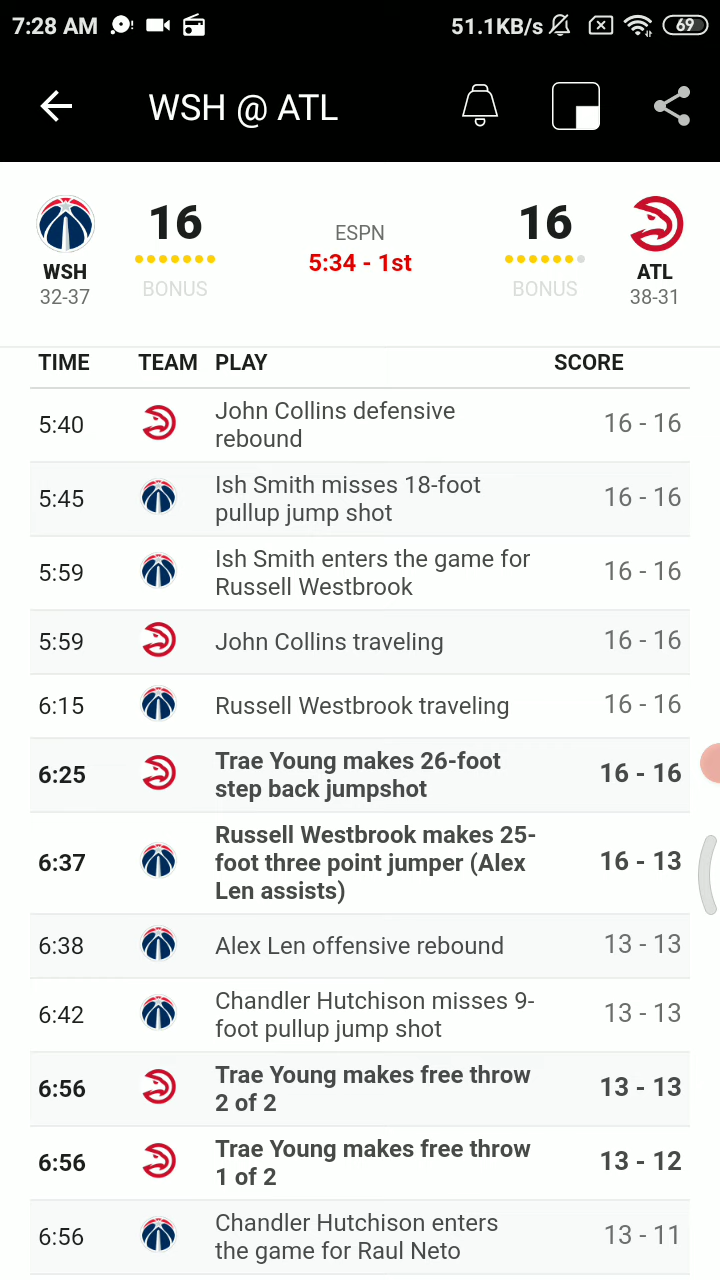 7:28 AM 51.1KB/s 69
WSH @ ATL
16 ESPN 16
5:34 - 1st
WSH BONUS BONUS ATL
32-37 38-31
TIME TEAM PLAY SCORE
5:40 John Collins defensive
rebound 16 - 16
5:45 Ish Smith misses 18-foot
pullup jump shot 16 - 16
5:59 Ish Smith enters the game for
Russell Westbrook 16 - 16
5:59 John Collins traveling 16 - 16
6:15 Russell Westbrook traveling 16 - 16
6:25 Trae Young makes 26-foot
step back jumpshot 16 - 16
6:37 Russell Westbrook makes 25-
foot three point jumper (Alex
Len assists) 16 - 13
6:38 Alex Len offensive rebound 13 - 13
6:42 Chandler Hutchison misses 9-
foot pullup jump shot 13 - 13
6:56 Trae Young makes free throw
2 of 2 13 - 13
6:56 Trae Young makes free throw
1 of 2 13 - 12
6:56 Chandler Hutchison enters
the game for Raul Neto 13 - 11